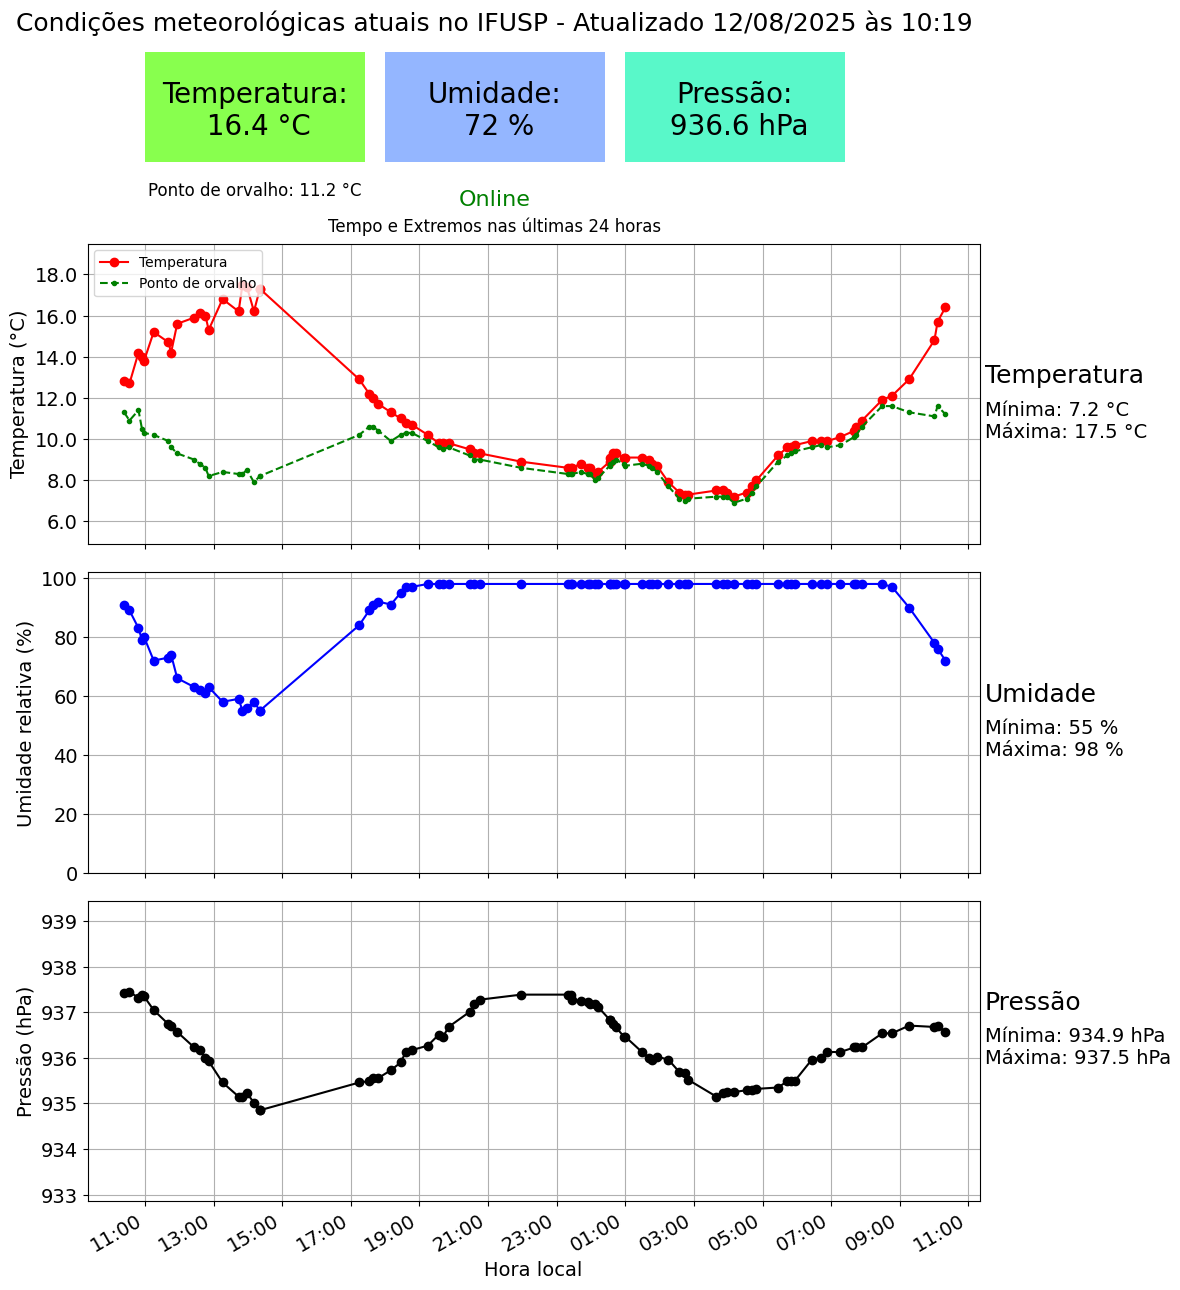 Condições meteorológicas atuais no IFUSP - Atualizado 12/08/2025 às 10:19
Temperatura:
16.4 °C
Umidade:
72 %
Pressão:
936.6 hPa
Ponto de orvalho: 11.2 °C
Online
Tempo e Extremos nas últimas 24 horas
Temperatura
Ponto de orvalho
Temperatura (°C)
18.0
16.0
14.0
12.0
10.0
8.0
6.0
Temperatura
Mínima: 7.2 °C
Máxima: 17.5 °C
Umidade relativa (%)
100
80
60
40
20
0
Umidade
Mínima: 55 %
Máxima: 98 %
Pressão (hPa)
939
938
937
936
935
934
933
Pressão
Mínima: 934.9 hPa
Máxima: 937.5 hPa
11:00 13:00 15:00 17:00 19:00 21:00 23:00 01:00 03:00 05:00 07:00 09:00 11:00
Hora local